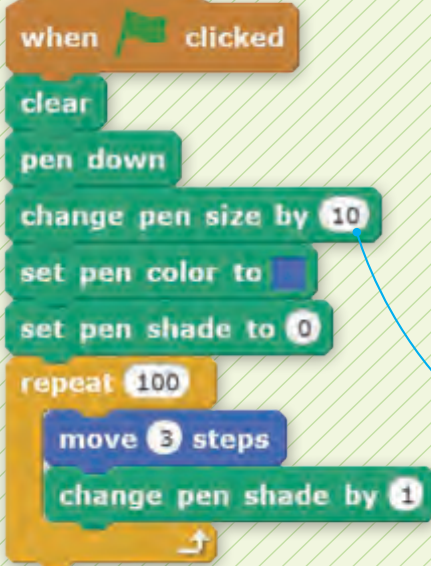 when clicked
clear
pen down
change pen size by 10
set pen color to
set pen shade to 0
repeat 100
move 3 steps
change pen shade by 1